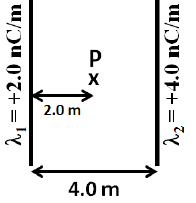 λ₁ = +2.0 nC/m
P
x
2.0 m
λ₂ = +4.0 nC/m
4.0 m